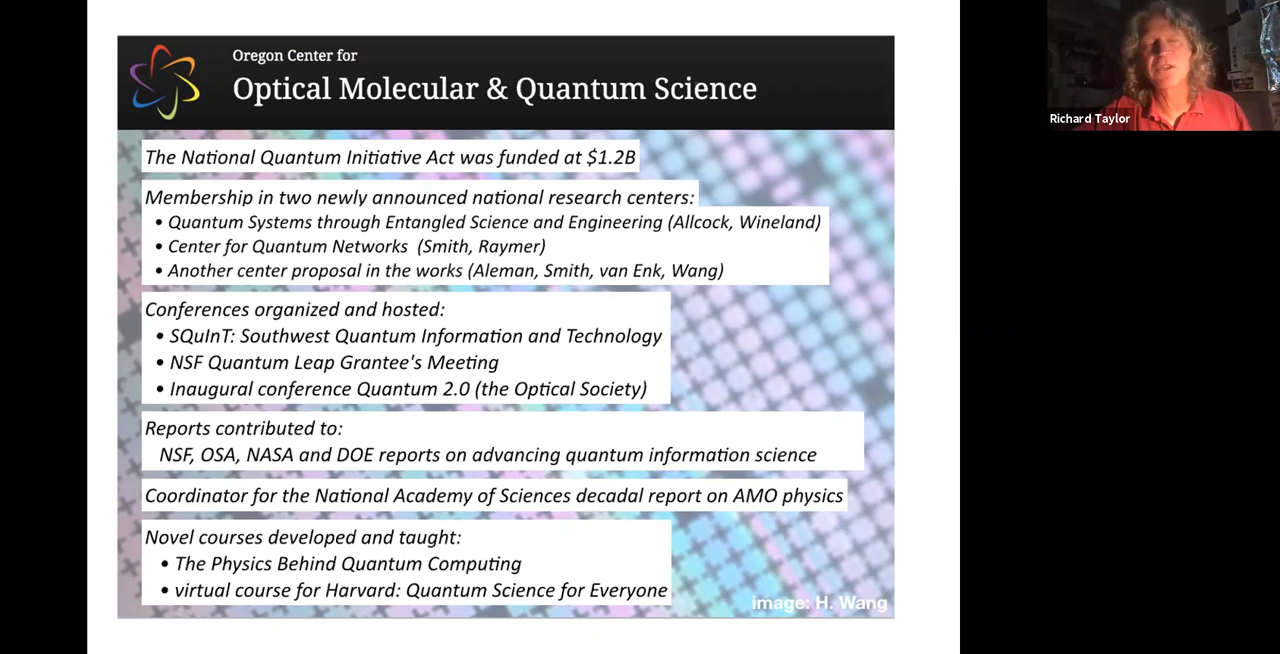 Oregon Center for
Optical Molecular & Quantum Science
Richard Taylor
The National Quantum Initiative Act was funded at $1.2B
Membership in two newly announced national research centers:
• Quantum Systems through Entangled Science and Engineering (Allcock, Wineland)
• Center for Quantum Networks (Smith, Raymer)
• Another center proposal in the works (Aleman, Smith, van Enk, Wang)
Conferences organized and hosted:
• SQuInT: Southwest Quantum Information and Technology
• NSF Quantum Leap Grantee's Meeting
• Inaugural conference Quantum 2.0 (the Optical Society)
Reports contributed to:
NSF, OSA, NASA and DOE reports on advancing quantum information science
Coordinator for the National Academy of Sciences decadal report on AMO physics
Novel courses developed and taught:
• The Physics Behind Quantum Computing
• virtual course for Harvard: Quantum Science for Everyone
image: H. Wang